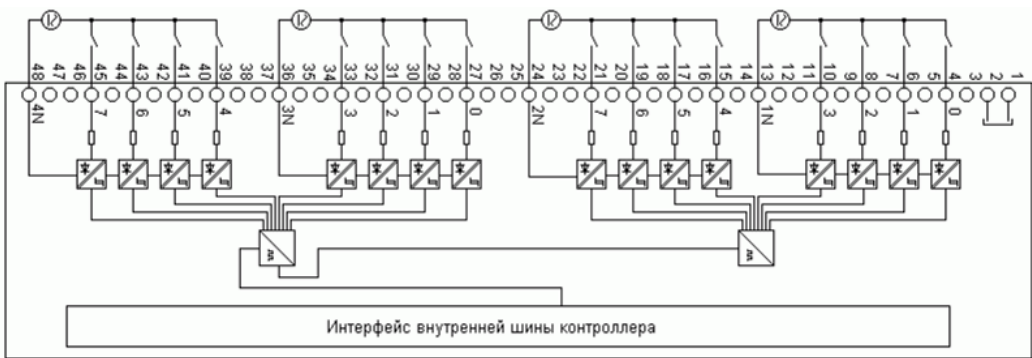 48 47 46 45 44 43 42 41 40 39 38 37 36 35 34 33 32 31 30 29 28 27 26 25 24 23 22 21 20 19 18 17 16 15 14 13 12 11 10 9 8 7 6 5 4 3 2 1
4N 7 6 5 4 3N 3 2 1 0 2N 7 6 5 4 1N 3 2 1 0
Интерфейс внутренней шины контроллера